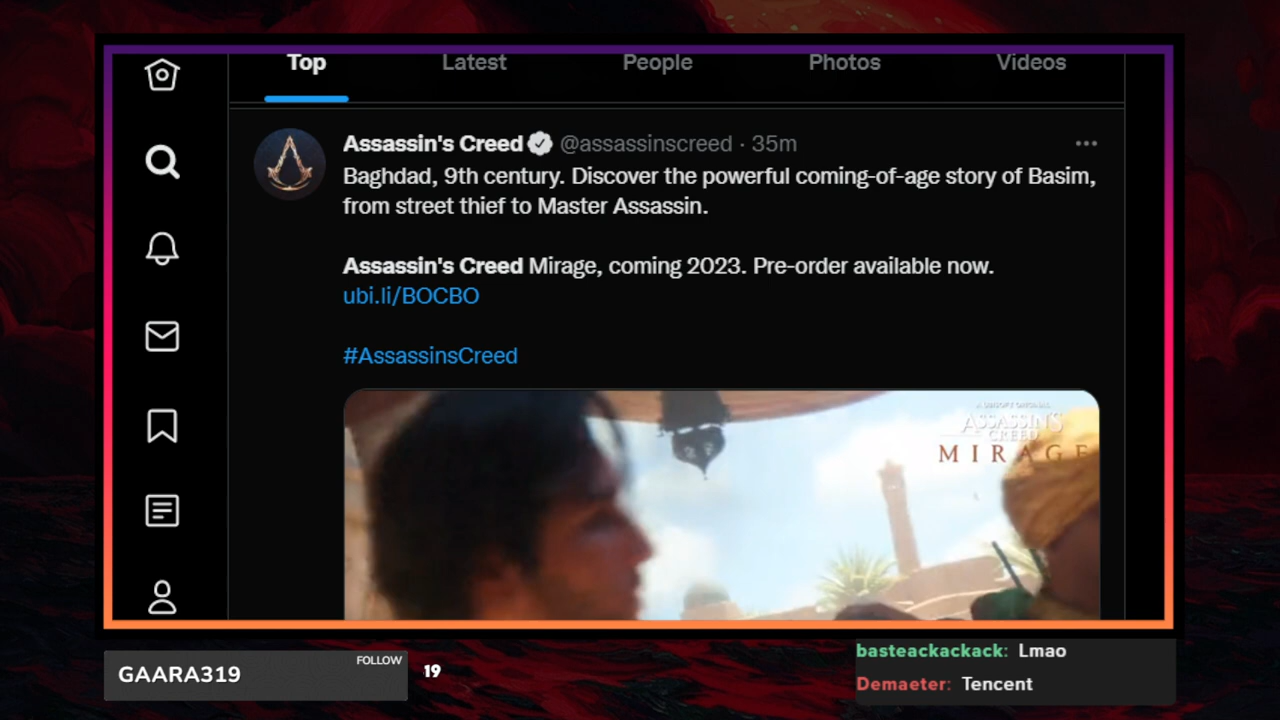 Top Latest People Photos Videos
Assassin's Creed @assassinscreed · 35m
Baghdad, 9th century. Discover the powerful coming-of-age story of Basim,
from street thief to Master Assassin.
Assassin's Creed Mirage, coming 2023. Pre-order available now.
ubi.li/BOCBO
#AssassinsCreed
A UBISOFT ORIGINAL
ASSASSIN'S
CREED
MIRAGE
GAARA319 FOLLOW 19
basteackackack: Lmao
Demaeter: Tencent